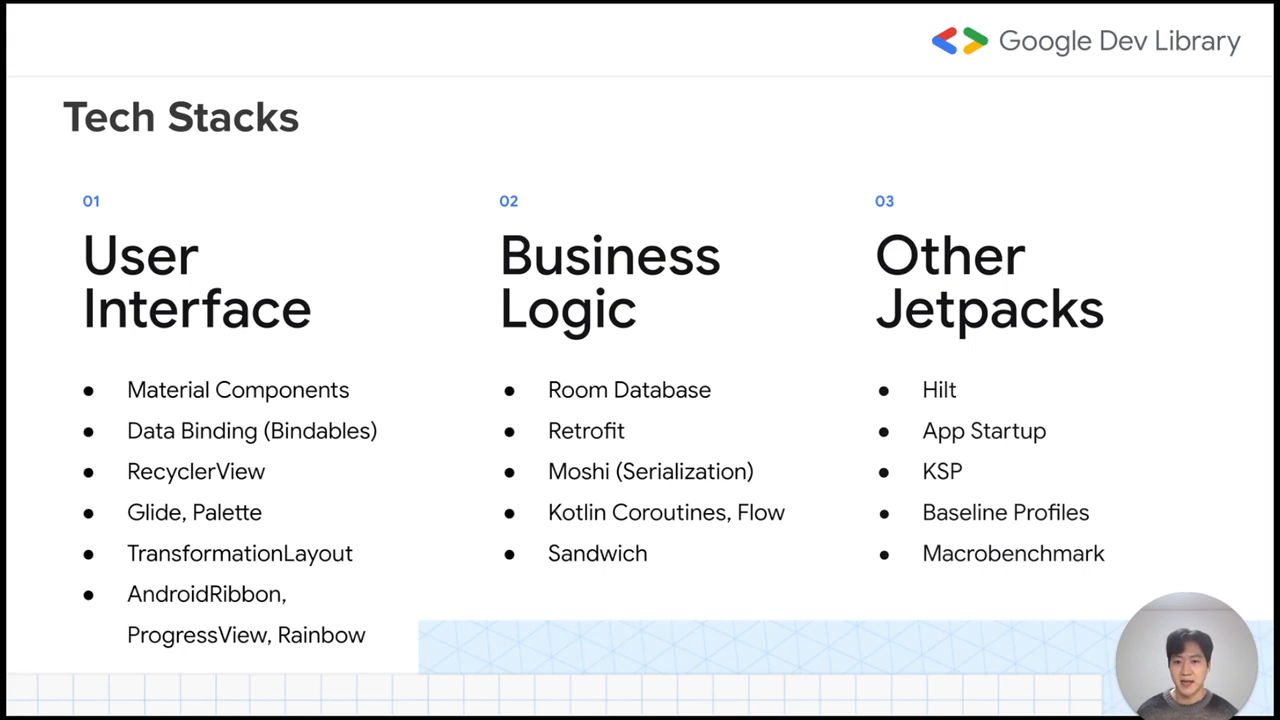 Google Dev Library
Tech Stacks
01
User
Interface
● Material Components
● Data Binding (Bindables)
● RecyclerView
● Glide, Palette
● TransformationLayout
● AndroidRibbon,
ProgressView, Rainbow
02
Business
Logic
● Room Database
● Retrofit
● Moshi (Serialization)
● Kotlin Coroutines, Flow
● Sandwich
03
Other
Jetpacks
● Hilt
● App Startup
● KSP
● Baseline Profiles
● Macrobenchmark